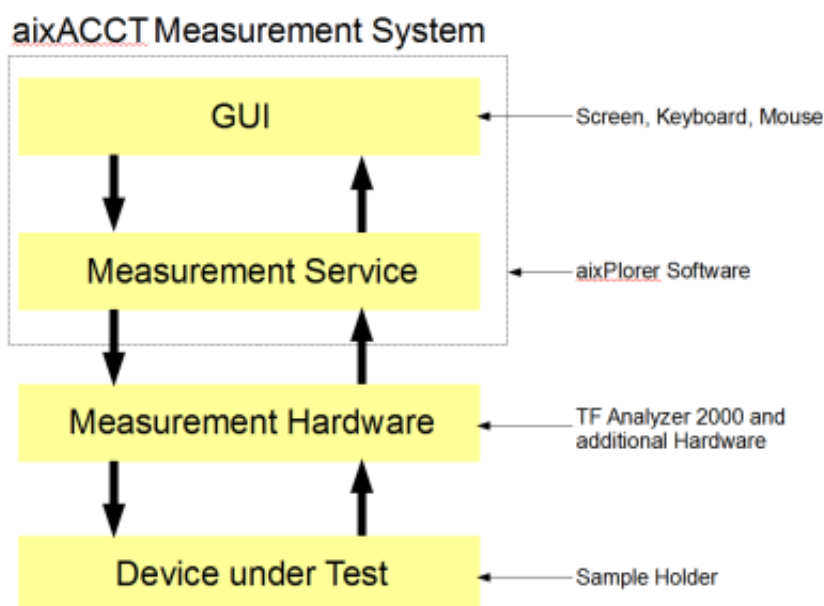 aixACCT Measurement System
GUI
Screen, Keyboard, Mouse
Measurement Service
aixPlorer Software
Measurement Hardware
TF Analyzer 2000 and
additional Hardware
Device under Test
Sample Holder